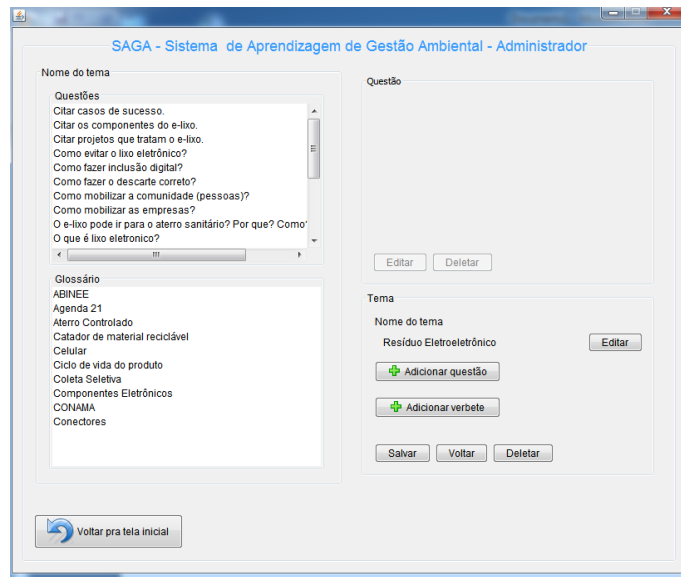 SAGA - Sistema de Aprendizagem de Gestão Ambiental - Administrador
Nome do tema
Questões
Citar casos de sucesso.
Citar os componentes do e-lixo.
Citar projetos que tratam o e-lixo.
Como evitar o lixo eletrônico?
Como fazer inclusão digital?
Como fazer o descarte correto?
Como mobilizar a comunidade (pessoas)?
Como mobilizar as empresas?
O e-lixo pode ir para o aterro sanitário? Por que? Como
O que é lixo eletronico?
Glossário
ABINEE
Agenda 21
Aterro Controlado
Catador de material reciclável
Celular
Ciclo de vida do produto
Coleta Seletiva
Componentes Eletrônicos
CONAMA
Conectores
Voltar pra tela inicial
Questão
Editar Deletar
Tema
Nome do tema
Resíduo Eletroeletrônico Editar
Adicionar questão
Adicionar verbete
Salvar Voltar Deletar